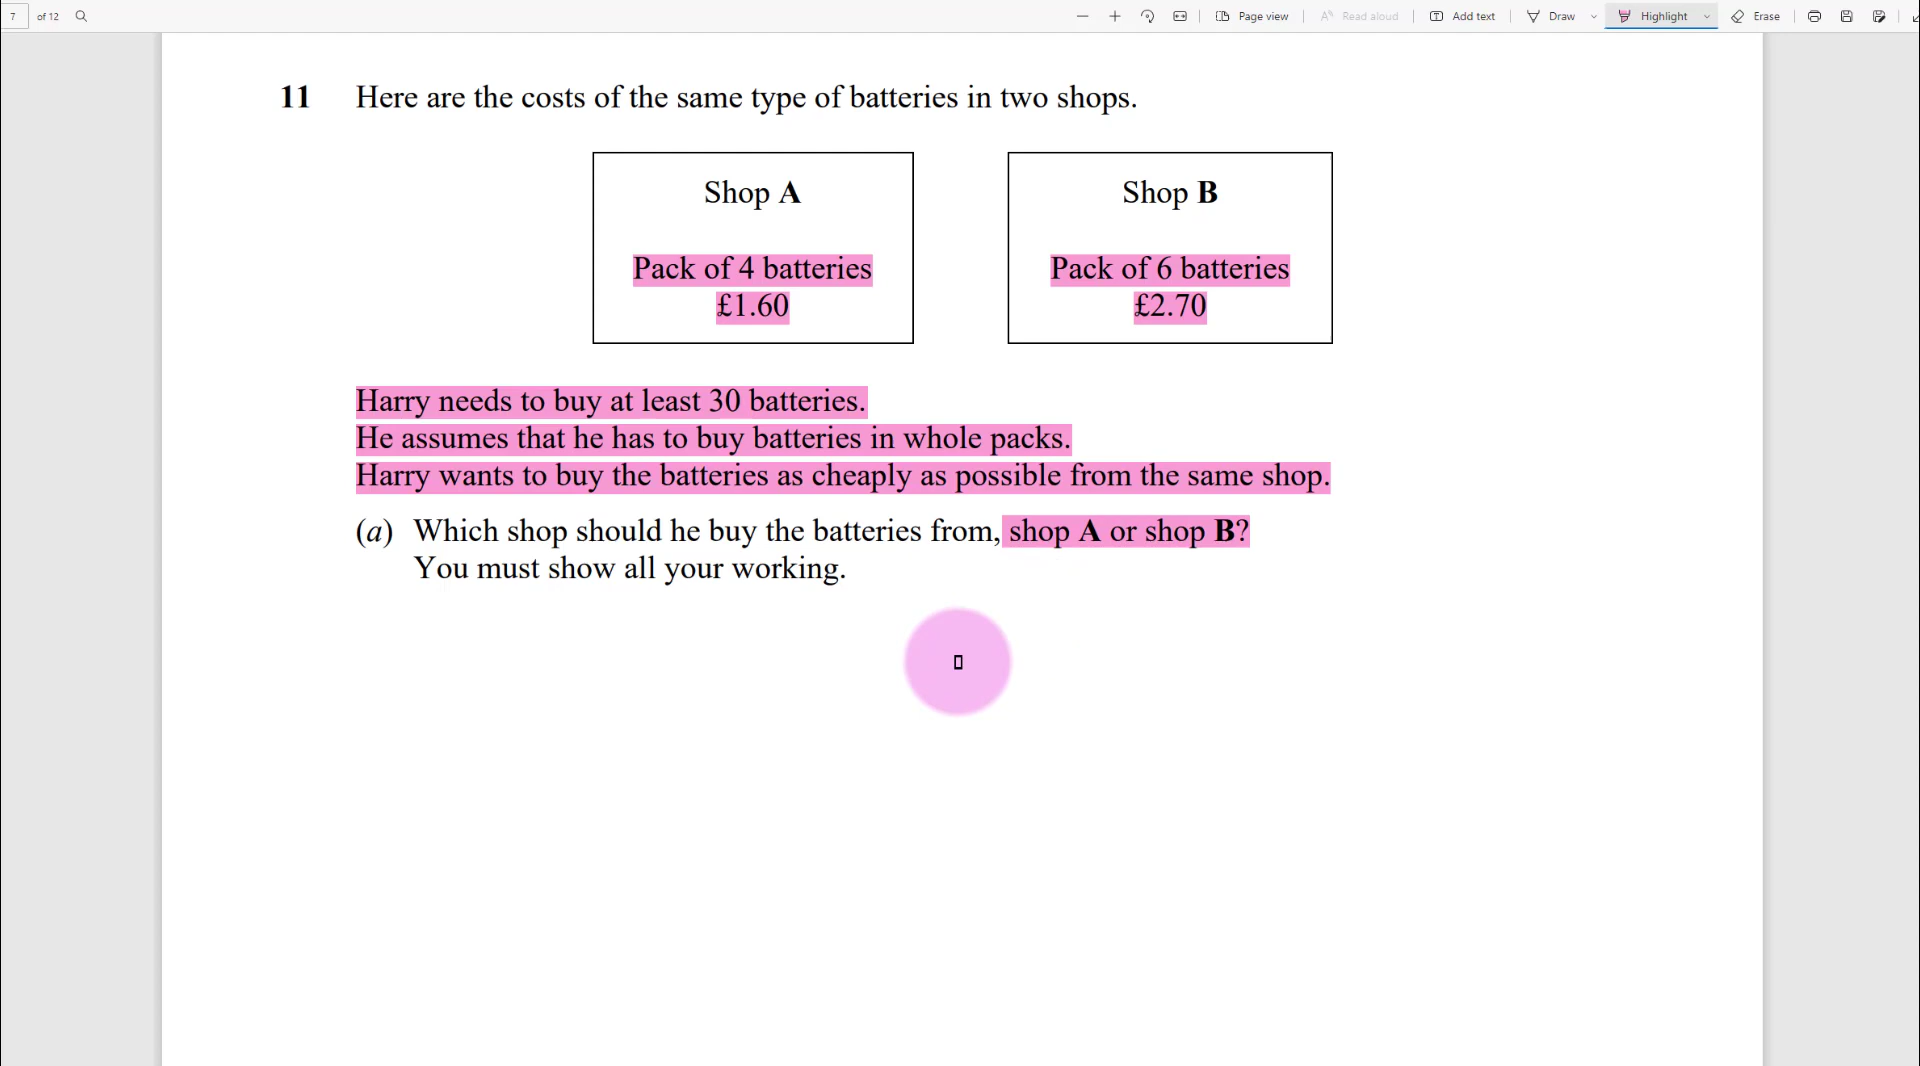 7 of 12 Page view Read aloud Add text Draw Highlight Erase
11 Here are the costs of the same type of batteries in two shops.
Shop A
Pack of 4 batteries
£1.60
Shop B
Pack of 6 batteries
£2.70
Harry needs to buy at least 30 batteries.
He assumes that he has to buy batteries in whole packs.
Harry wants to buy the batteries as cheaply as possible from the same shop.
(a) Which shop should he buy the batteries from, shop A or shop B?
You must show all your working.